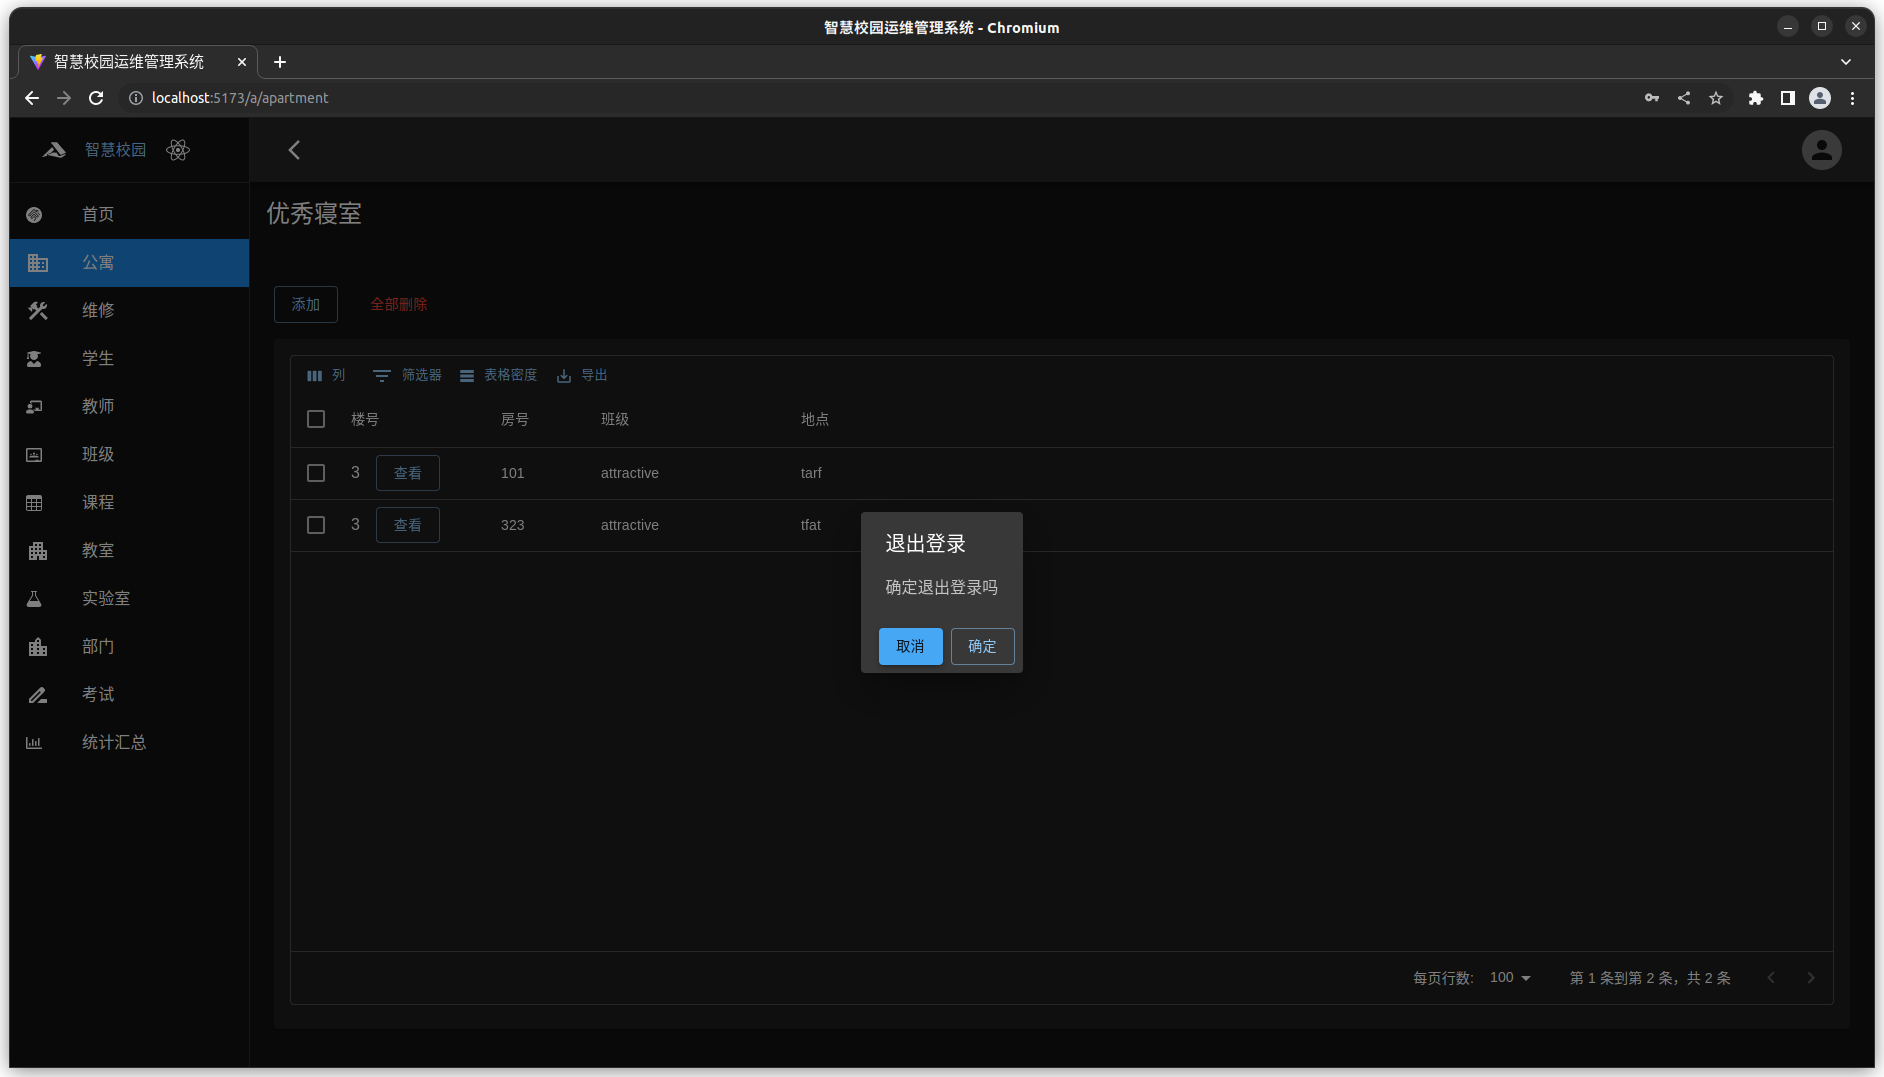 智慧校园运维管理系统 - Chromium
智慧校园运维管理系统
localhost:5173/a/apartment
智慧校园
首页
公寓
维修
学生
教师
班级
课程
教室
实验室
部门
考试
统计汇总
优秀寝室
添加 全部删除
列 筛选器 表格密度 导出
楼号 房号 班级 地点
3 查看 101 attractive tarf
3 查看 323 attractive tfat
退出登录
确定退出登录吗
取消 确定
每页行数: 100 第 1 条到第 2 条，共 2 条